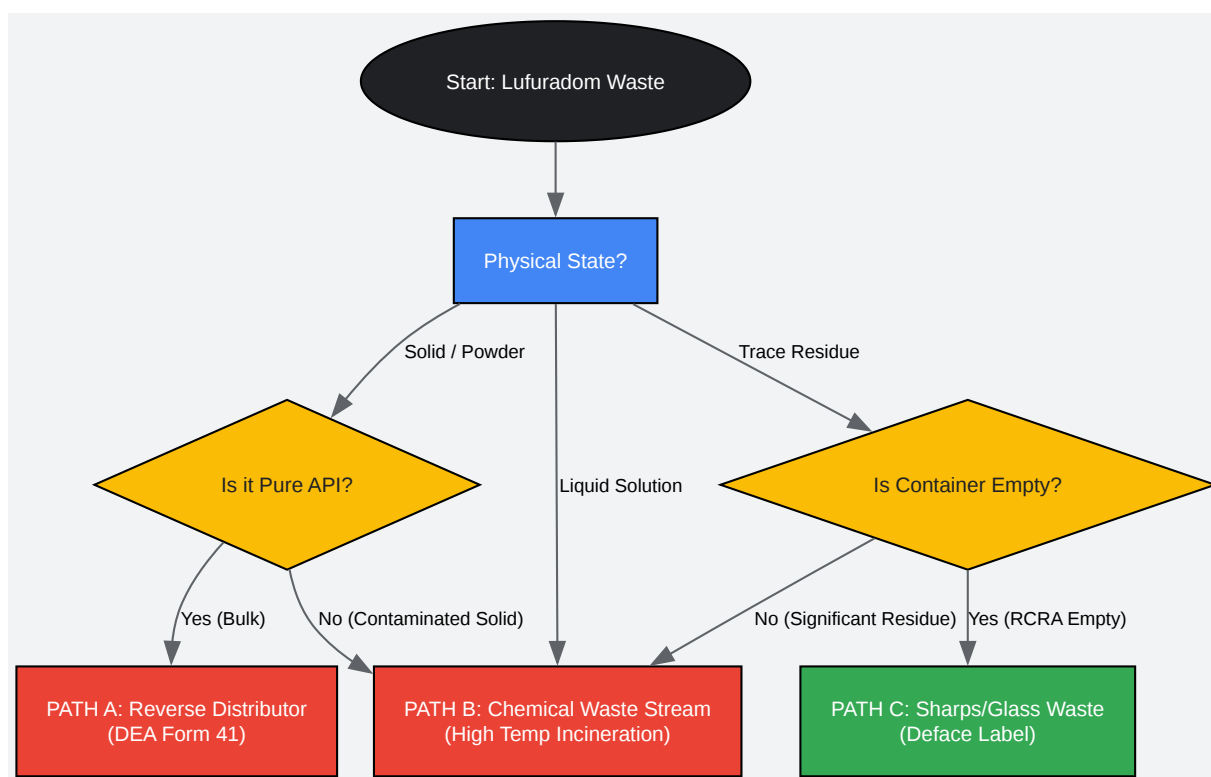 Start: Lufuradom Waste
Physical State?
Solid / Powder
Trace Residue
Is it Pure API?
Liquid Solution
Is Container Empty?
Yes (Bulk)
No (Contaminated Solid)
No (Significant Residue)
Yes (RCRA Empty)
PATH A: Reverse Distributor
(DEA Form 41)
PATH B: Chemical Waste Stream
(High Temp Incineration)
PATH C: Sharps/Glass Waste
(Deface Label)